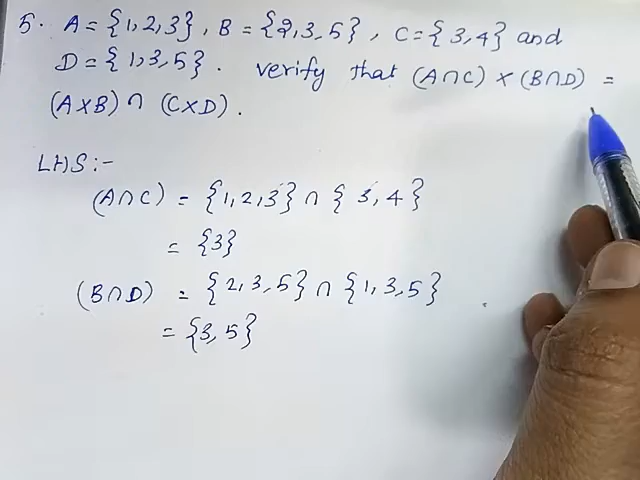 5. A = {1,2,3}, B = {2,3,5}, C = {3,4} and
D = {1,3,5}. verify that (A∩C) × (B∩D) =
(A×B) ∩ (C×D).
LHS:-
(A∩C) = {1,2,3} ∩ {3,4}
= {3}
(B∩D) = {2,3,5} ∩ {1,3,5}
= {3,5}